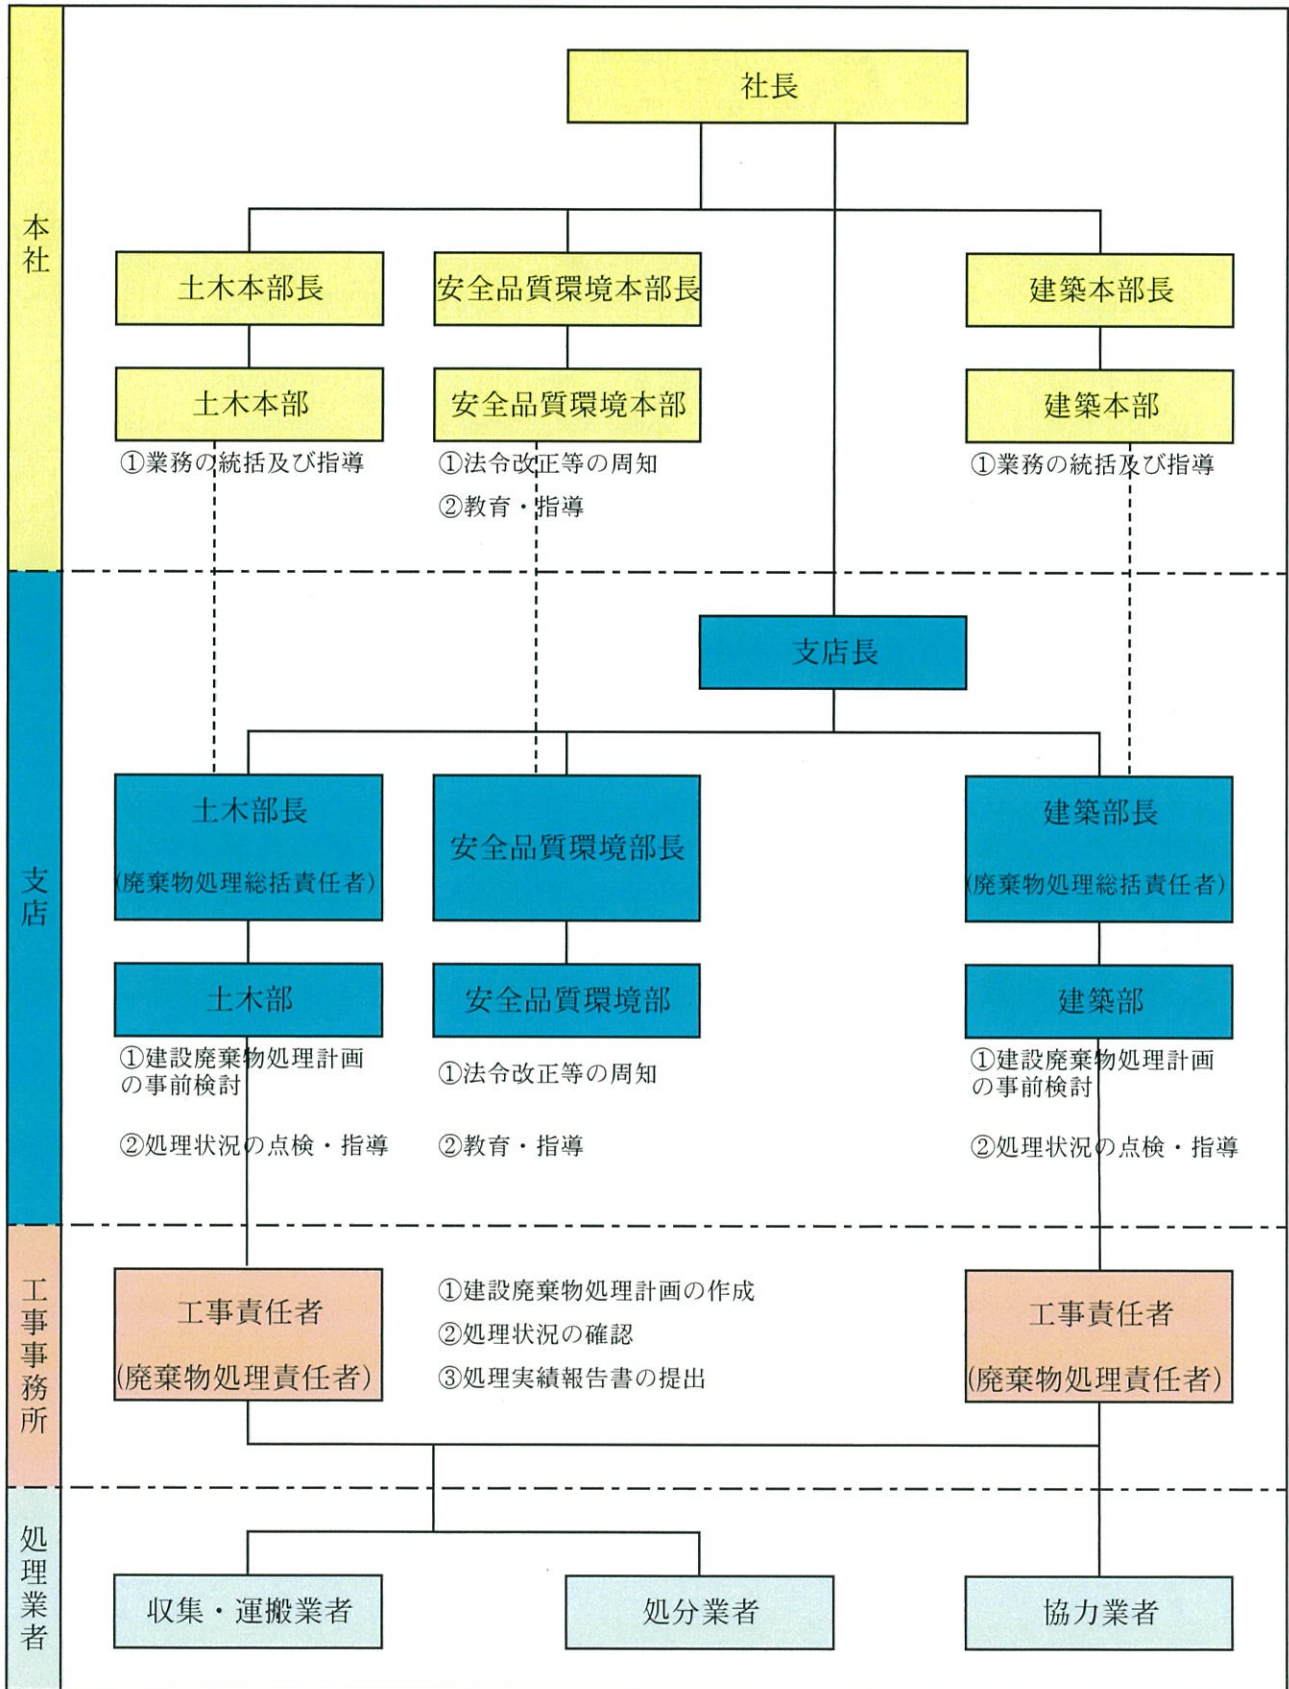 本社
社長
土木本部長
安全品質環境本部長
建築本部長
土木本部
安全品質環境本部
建築本部
①業務の統括及び指導
①法令改正等の周知
②教育・指導
①業務の統括及び指導
支店
支店長
土木部長
(廃棄物処理総括責任者)
安全品質環境部長
建築部長
(廃棄物処理総括責任者)
土木部
安全品質環境部
建築部
①建設廃棄物処理計画
の事前検討
②処理状況の点検・指導
①法令改正等の周知
②教育・指導
①建設廃棄物処理計画
の事前検討
②処理状況の点検・指導
工事事務所
工事責任者
(廃棄物処理責任者)
①建設廃棄物処理計画の作成
②処理状況の確認
③処理実績報告書の提出
工事責任者
(廃棄物処理責任者)
処理業者
収集・運搬業者
処分業者
協力業者